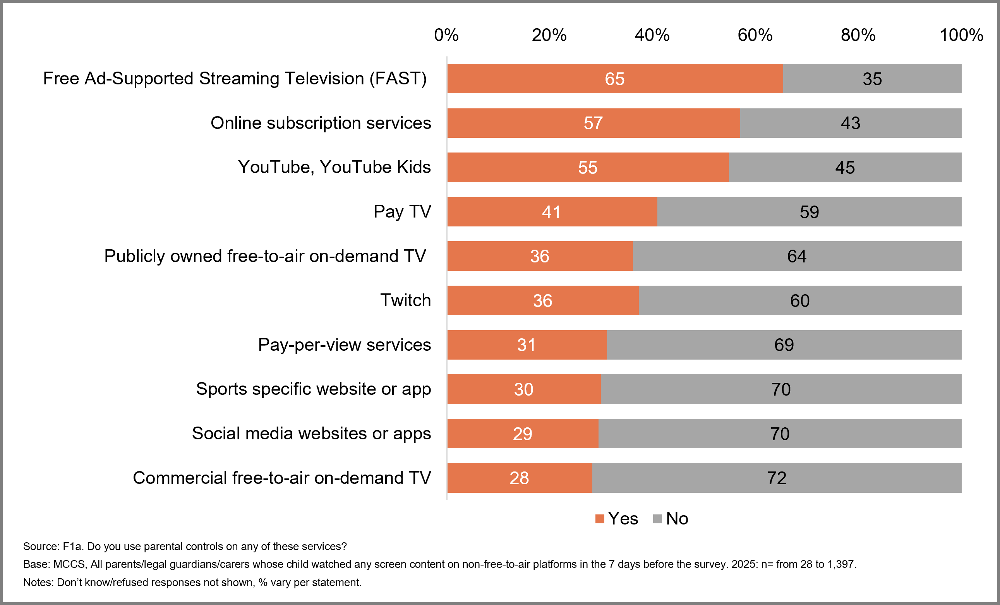 0% 20% 40% 60% 80% 100%
Free Ad-Supported Streaming Television (FAST) 65 35
Online subscription services 57 43
YouTube, YouTube Kids 55 45
Pay TV 41 59
Publicly owned free-to-air on-demand TV 36 64
Twitch 36 60
Pay-per-view services 31 69
Sports specific website or app 30 70
Social media websites or apps 29 70
Commercial free-to-air on-demand TV 28 72
Yes No
Source: F1a. Do you use parental controls on any of these services?
Base: MCCS, All parents/legal guardians/carers whose child watched any screen content on non-free-to-air platforms in the 7 days before the survey. 2025: n= from 28 to 1,397.
Notes: Don’t know/refused responses not shown, % vary per statement.